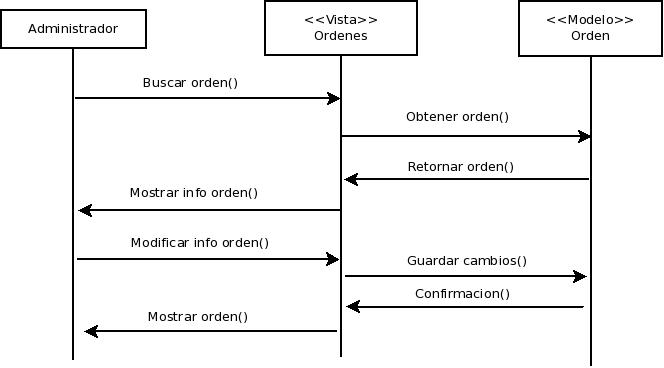 Administrador
<<Vista>>
Ordenes
<<Modelo>>
Orden
Buscar orden()
Obtener orden()
Retornar orden()
Mostrar info orden()
Modificar info orden()
Guardar cambios()
Confirmacion()
Mostrar orden()